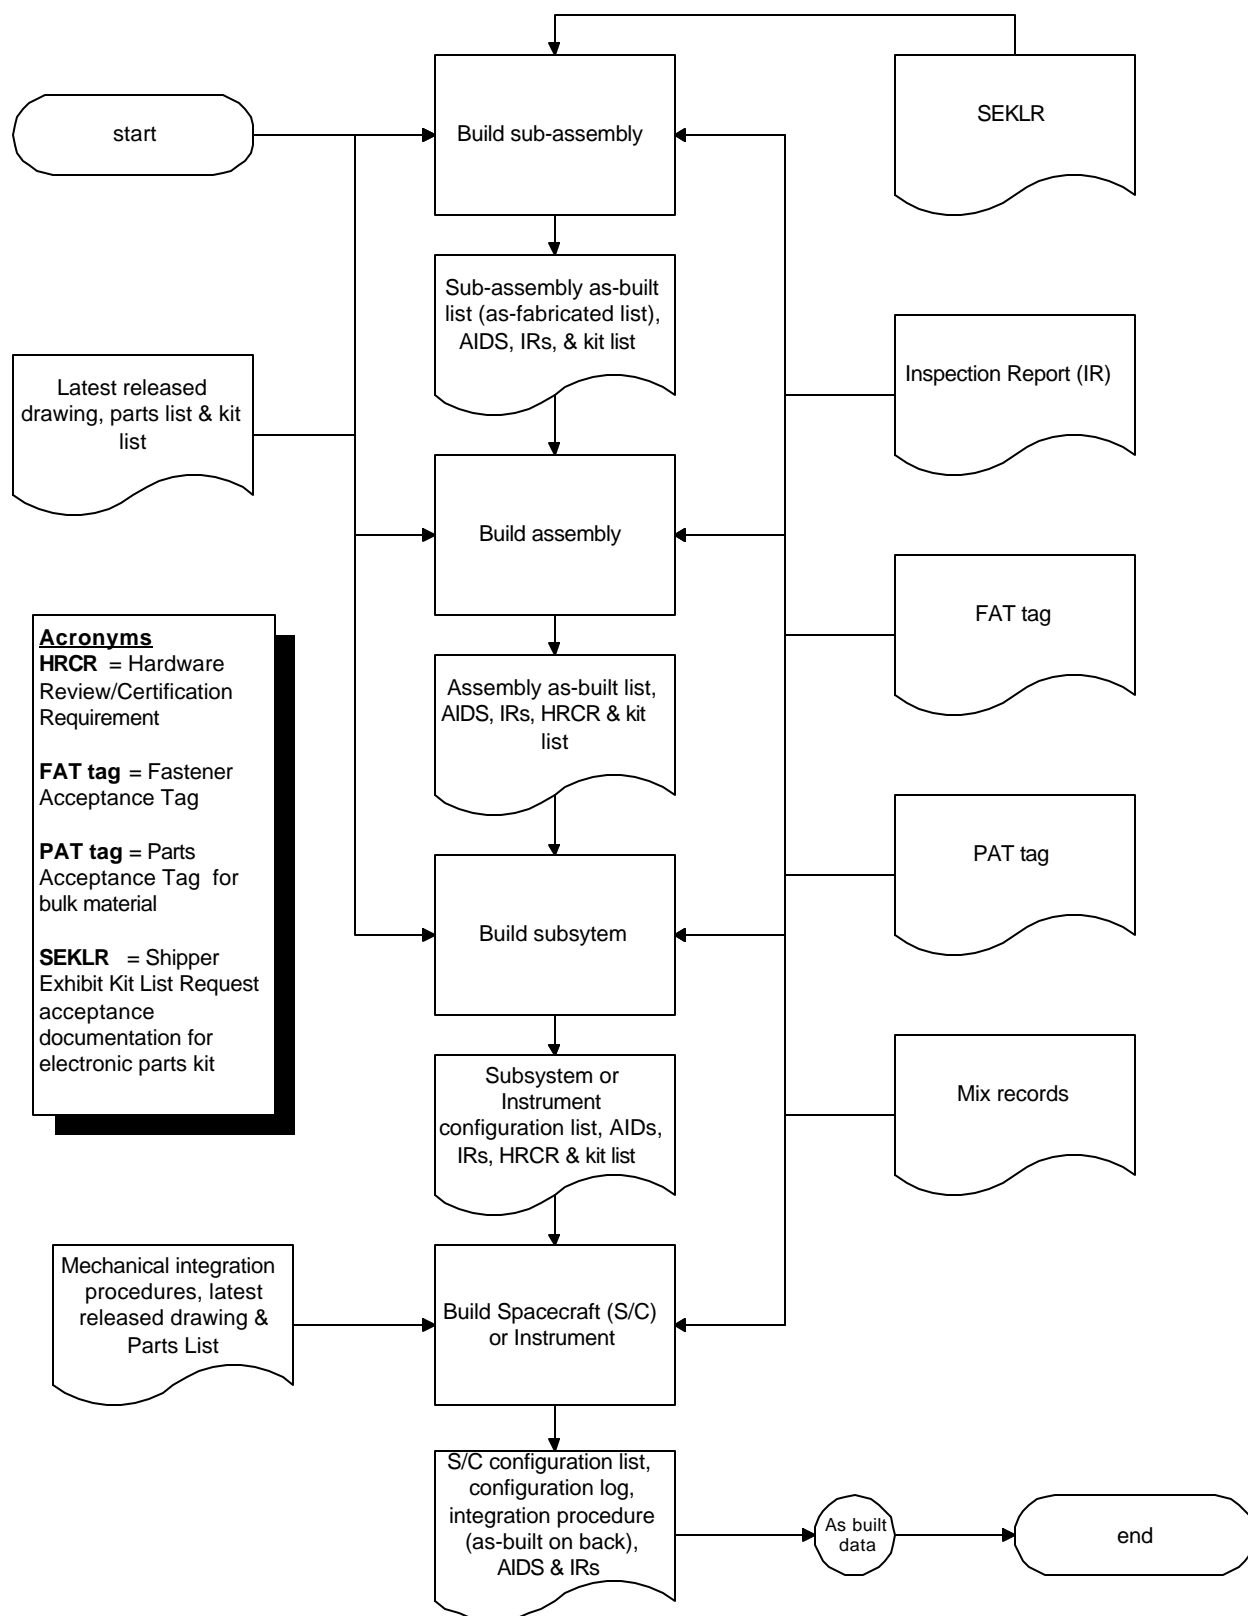 SEKLR
start
Build sub-assembly
Sub-assembly as-built
list (as-fabricated list),
AIDS, IRs, & kit list
Inspection Report (IR)
Latest released
drawing, parts list & kit
list
Build assembly
FAT tag
Acronyms
HRCR = Hardware
Review/Certification
Requirement
FAT tag = Fastener
Acceptance Tag
PAT tag = Parts
Acceptance Tag for
bulk material
SEKLR = Shipper
Exhibit Kit List Request
acceptance
documentation for
electronic parts kit
Assembly as-built list,
AIDS, IRs, HRCR & kit
list
PAT tag
Build subsytem
Subsystem or
Instrument
configuration list, AIDs,
IRs, HRCR & kit list
Mix records
Mechanical integration
procedures, latest
released drawing &
Parts List
Build Spacecraft (S/C)
or Instrument
S/C configuration list,
configuration log,
integration procedure
(as-built on back),
AIDS & IRs
As built
data
end